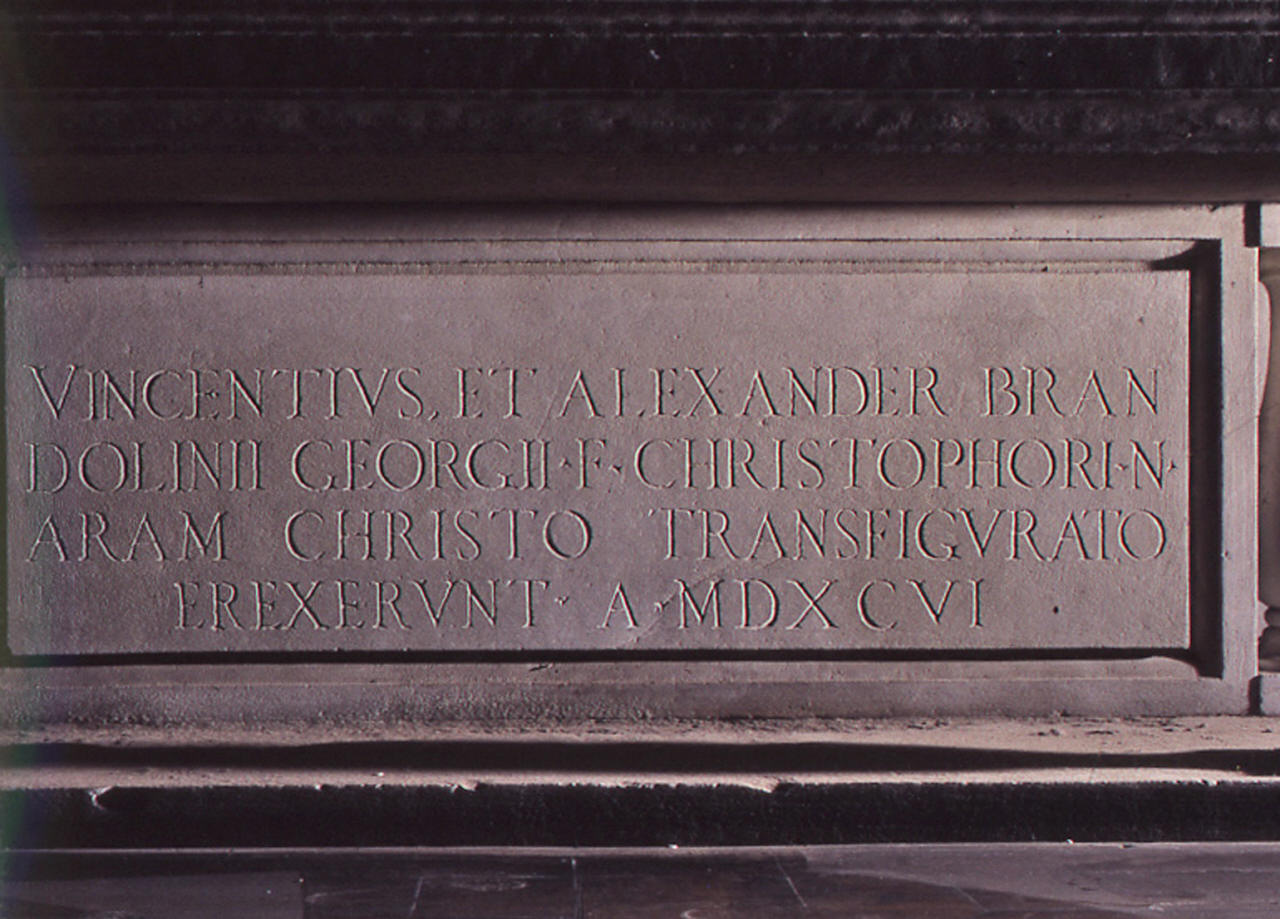 VINCENTIVS, ET ALEXANDER BRAN
DOLINII GEORGII·F·CHRISTOPHORI·N·
ARAM CHRISTO TRANSFIGVRATO
EREXERVNT· A·MDXCVI